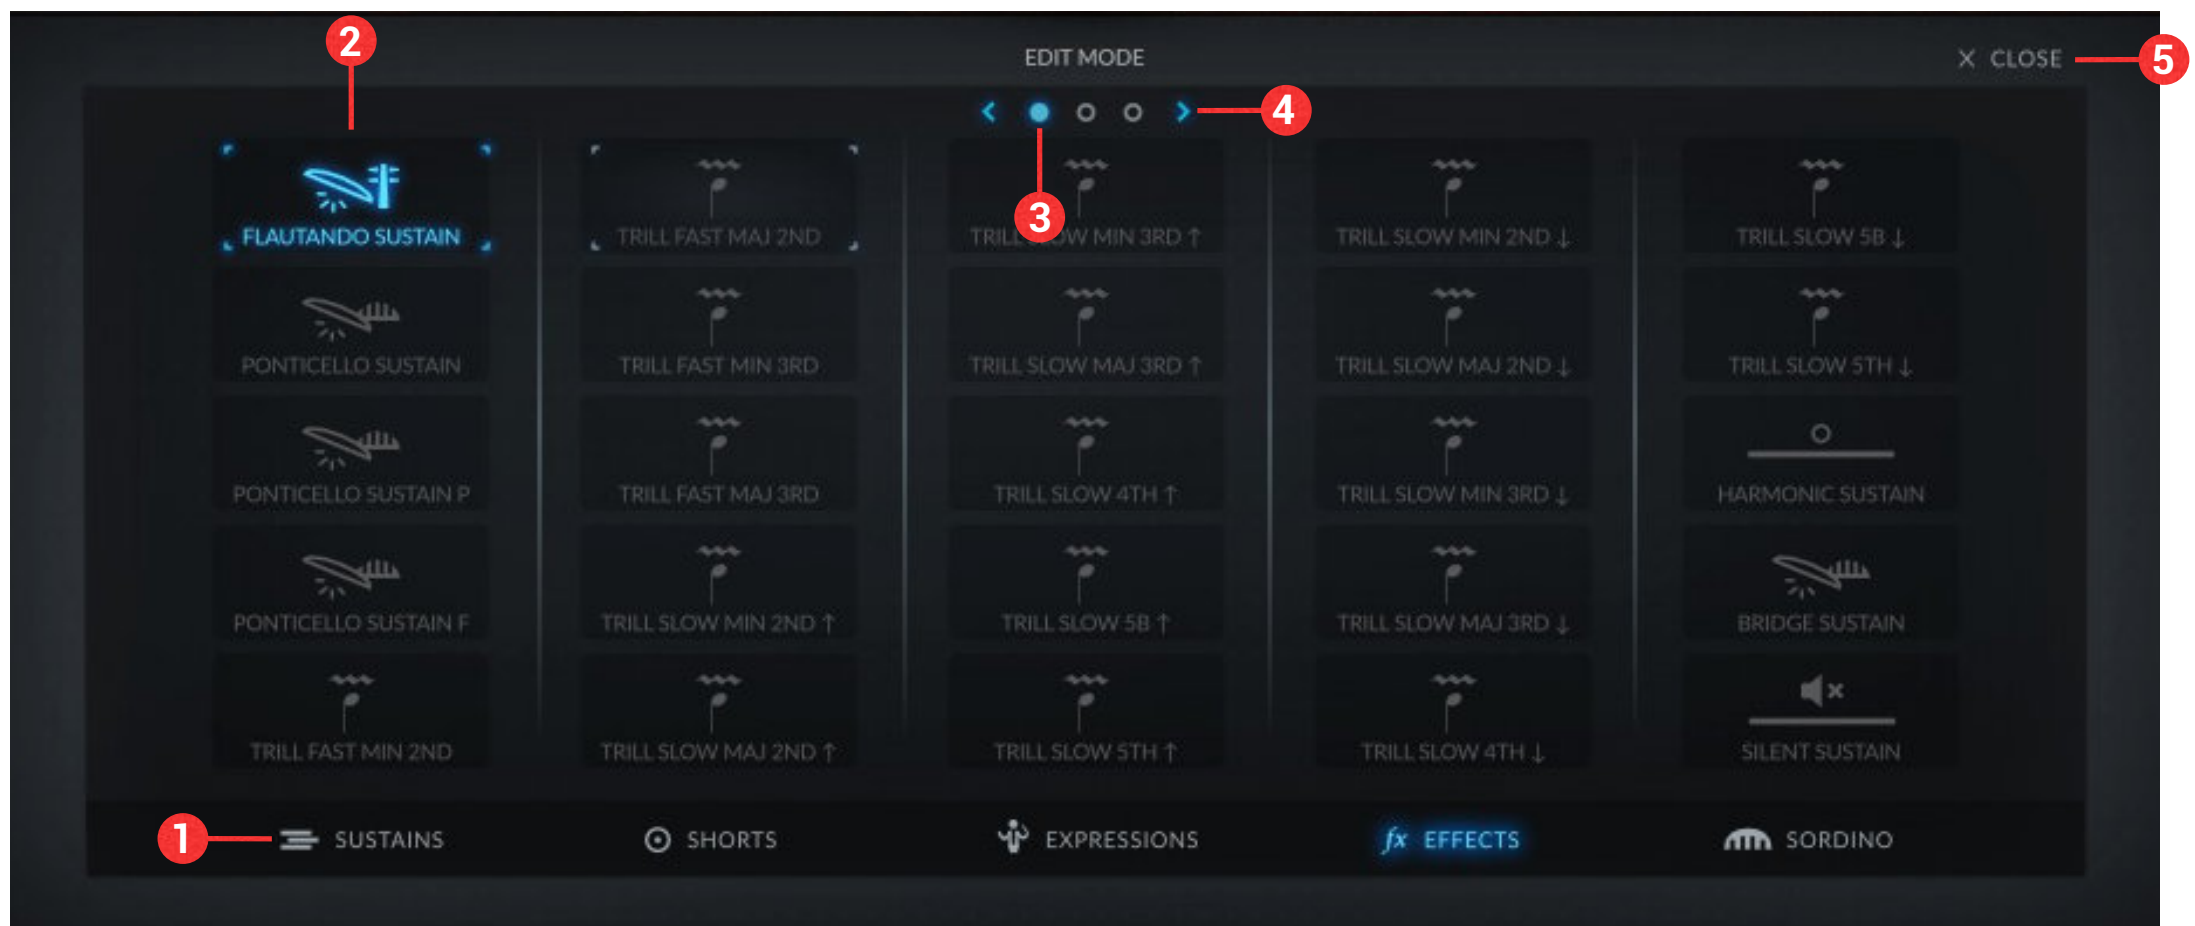 2
EDIT MODE
X CLOSE
5
4
3
FLAUTANDO SUSTAIN
TRILL FAST MAJ 2ND
TRILL SLOW MIN 3RD ↑
TRILL SLOW MIN 2ND ↓
TRILL SLOW 5B ↓
PONTICELLO SUSTAIN
TRILL FAST MIN 3RD
TRILL SLOW MAJ 3RD ↑
TRILL SLOW MAJ 2ND ↓
TRILL SLOW 5TH ↓
PONTICELLO SUSTAIN P
TRILL FAST MAJ 3RD
TRILL SLOW 4TH ↑
TRILL SLOW MIN 3RD ↓
HARMONIC SUSTAIN
PONTICELLO SUSTAIN F
TRILL SLOW MIN 2ND ↑
TRILL SLOW 5B ↑
TRILL SLOW MAJ 3RD ↓
BRIDGE SUSTAIN
TRILL FAST MIN 2ND
TRILL SLOW MAJ 2ND ↑
TRILL SLOW 5TH ↑
TRILL SLOW 4TH ↓
SILENT SUSTAIN
1
SUSTAINS
SHORTS
EXPRESSIONS
fx EFFECTS
SORDINO